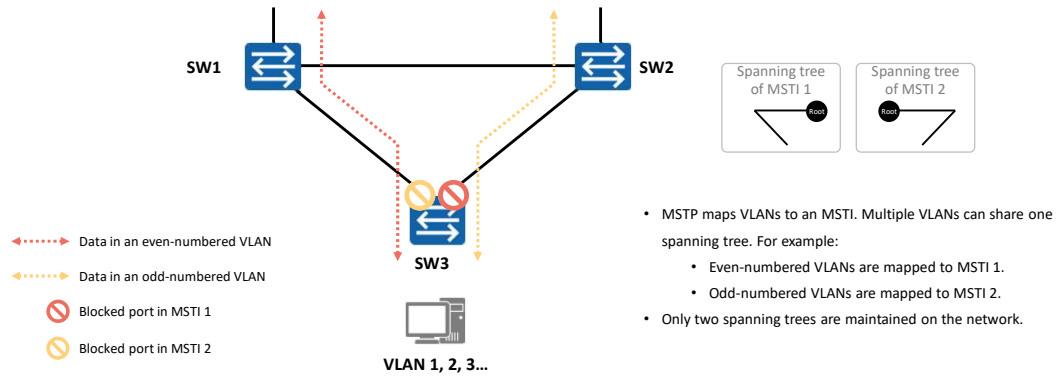 SW1
SW2
Spanning tree
of MSTI 1
Root
Spanning tree
of MSTI 2
Root
SW3
Data in an even-numbered VLAN
Data in an odd-numbered VLAN
Blocked port in MSTI 1
Blocked port in MSTI 2
VLAN 1, 2, 3...
• MSTP maps VLANs to an MSTI. Multiple VLANs can share one
spanning tree. For example:
• Even-numbered VLANs are mapped to MSTI 1.
• Odd-numbered VLANs are mapped to MSTI 2.
• Only two spanning trees are maintained on the network.